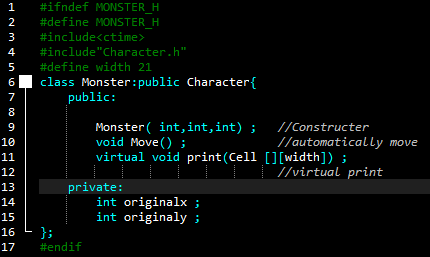 1 #ifndef MONSTER_H
2 #define MONSTER_H
3 #include<ctime>
4 #include"Character.h"
5 #define width 21
6 class Monster:public Character{
7 public:
8
9 Monster( int,int,int) ; //Constructer
10 void Move() ; //automatically move
11 virtual void print(Cell [][width]) ;
12 //virtual print
13 private:
14 int originalx ;
15 int originaly ;
16 };
17 #endif